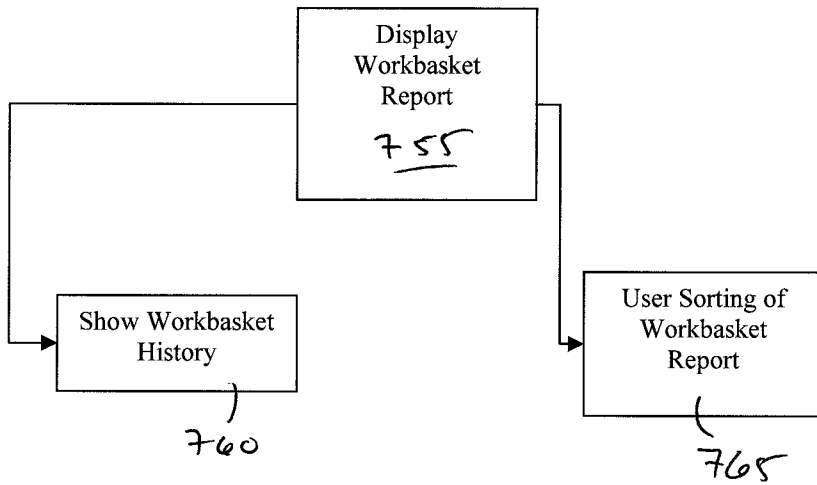 Display
Workbasket
Report
755
Show Workbasket
History
760
User Sorting of
Workbasket
Report
765